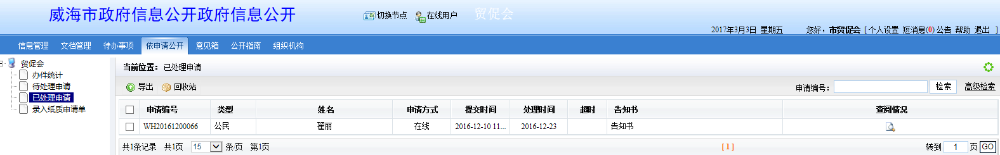 威海市政府信息公开政府信息公开
切换节点 在线用户 贸促会
2017年3月3日 星期五 您好，市贸促会 [ 个人设置 短消息(0) 公告 帮助 退出 ]
信息管理 文档管理 待办事项 依申请公开 意见箱 公开指南 组织机构
贸促会
办件统计
待处理申请
已处理申请
录入纸质申请单
当前位置： 已处理申请
导出 回收站 申请编号： 检索 高级检索
申请编号 类型 姓名 申请方式 提交时间 处理时间 超时 告知书 查阅情况
WH20161200066 公民 翟丽 在线 2016-12-10 11... 2016-12-23 告知书
共1条记录 共1页 15 条/页 第1页 [ 1 ] 转到 1 页 GO